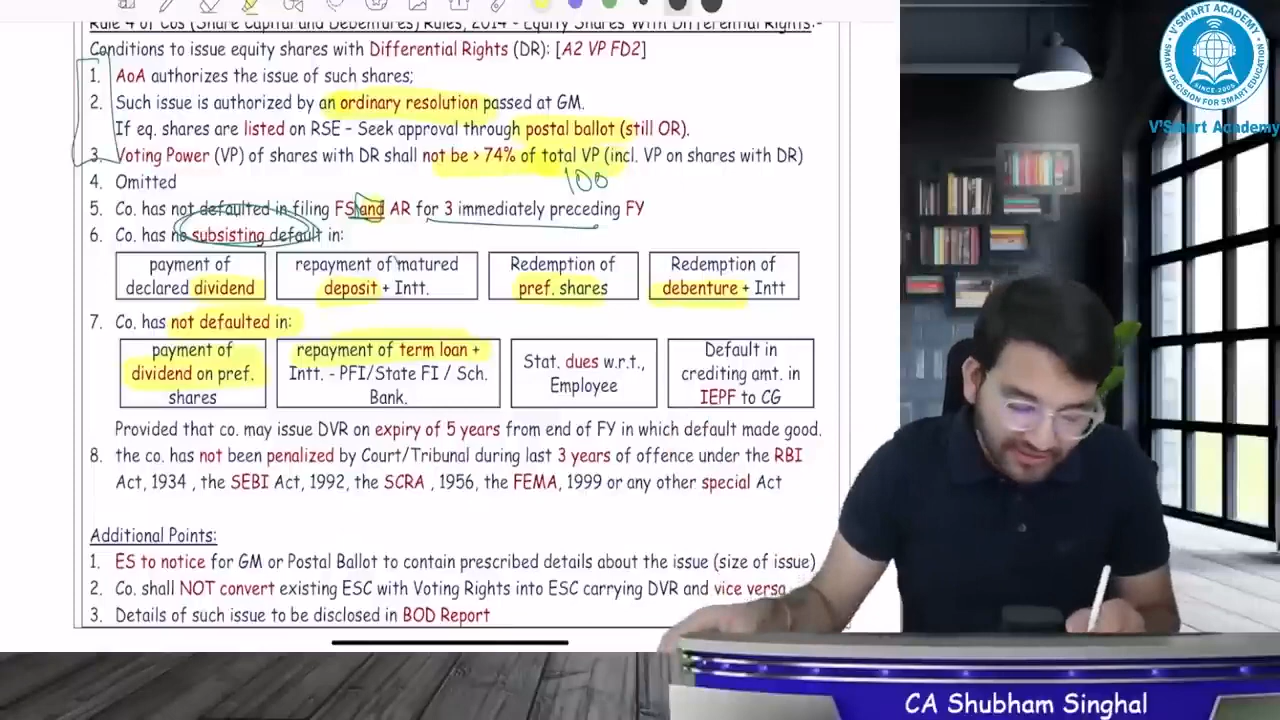 Rule 4 of Cos (Share Capital and Debentures) Rules, 2014 - Equity Shares With Differential Rights:-
Conditions to issue equity shares with Differential Rights (DR): [A2 VP FD2]
1. AoA authorizes the issue of such shares;
2. Such issue is authorized by an ordinary resolution passed at GM.
If eq. shares are listed on RSE – Seek approval through postal ballot (still OR).
3. Voting Power (VP) of shares with DR shall not be > 74% of total VP (incl. VP on shares with DR)
100
4. Omitted
5. Co. has not defaulted in filing FS and AR for 3 immediately preceding FY
6. Co. has no subsisting default in:
payment of declared dividend
repayment of matured deposit + Intt.
Redemption of pref. shares
Redemption of debenture + Intt
7. Co. has not defaulted in:
payment of dividend on pref. shares
repayment of term loan + Intt. - PFI/State FI / Sch. Bank.
Stat. dues w.r.t., Employee
Default in crediting amt. in IEPF to CG
Provided that co. may issue DVR on expiry of 5 years from end of FY in which default made good.
8. the co. has not been penalized by Court/Tribunal during last 3 years of offence under the RBI
Act, 1934 , the SEBI Act, 1992, the SCRA , 1956, the FEMA, 1999 or any other special Act
Additional Points:
1. ES to notice for GM or Postal Ballot to contain prescribed details about the issue (size of issue)
2. Co. shall NOT convert existing ESC with Voting Rights into ESC carrying DVR and vice versa
3. Details of such issue to be disclosed in BOD Report
V'SMART ACADEMY
SMART DECISION FOR SMART EDUCATION
SINCE-2005
V'Smart Academy
CA Shubham Singhal